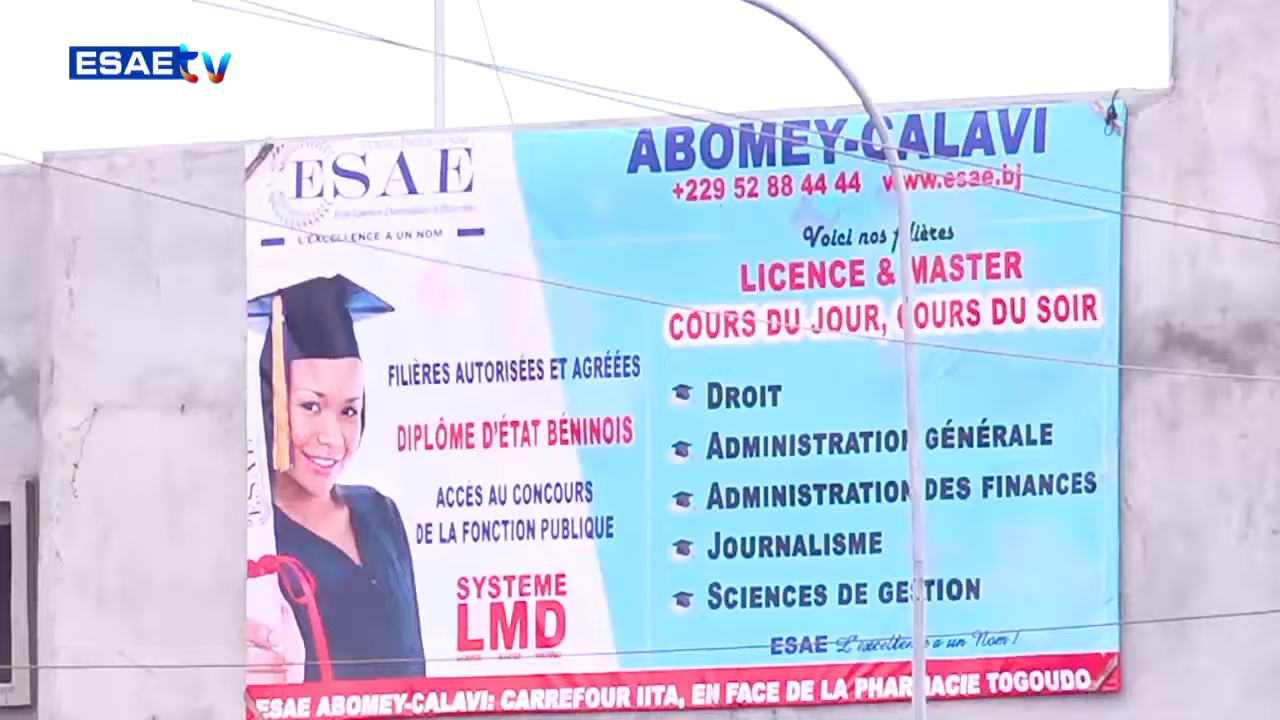 ESAEtv
ESAE
L'EXCELLENCE A UN NOM
ABOMEY-CALAVI
+229 52 88 44 44 www.esae.bj
Voici nos filières
LICENCE & MASTER
COURS DU JOUR, COURS DU SOIR
FILIÈRES AUTORISÉES ET AGRÉÉES
DIPLÔME D'ÉTAT BÉNINOIS
ACCÈS AU CONCOURS
DE LA FONCTION PUBLIQUE
SYSTEME
LMD
DROIT
ADMINISTRATION GÉNÉRALE
ADMINISTRATION DES FINANCES
JOURNALISME
SCIENCES DE GESTION
ESAE L'excellence a un Nom !
ESAE ABOMEY-CALAVI: CARREFOUR IITA, EN FACE DE LA PHARMACIE TOGOUDO